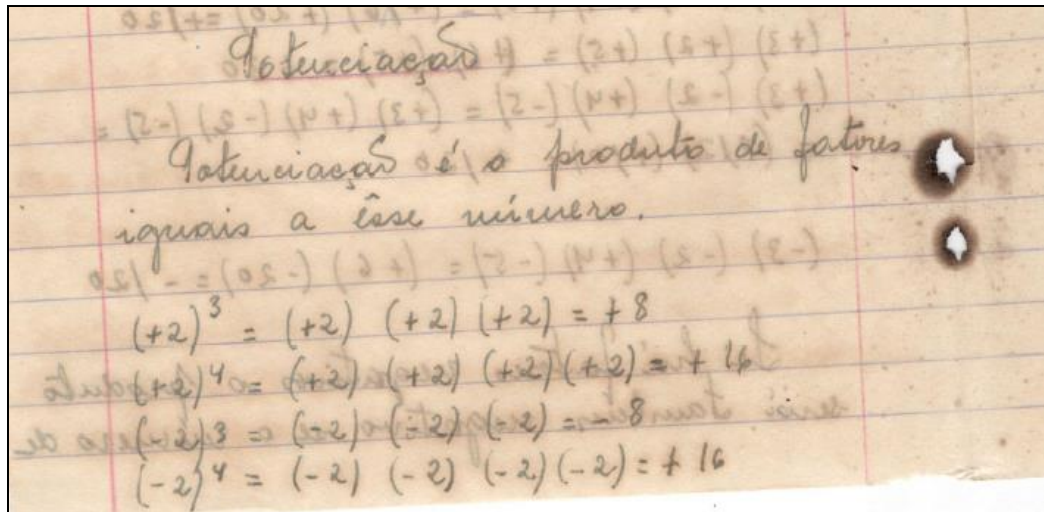 Potenciação
Potenciação é o produto de fatores
iguais a êsse número.
(+2)³ = (+2) (+2) (+2) = +8
(+2)⁴ = (+2) (+2) (+2) (+2) = +16
(-2)³ = (-2) (-2) (-2) = -8
(-2)⁴ = (-2) (-2) (-2) (-2) = +16